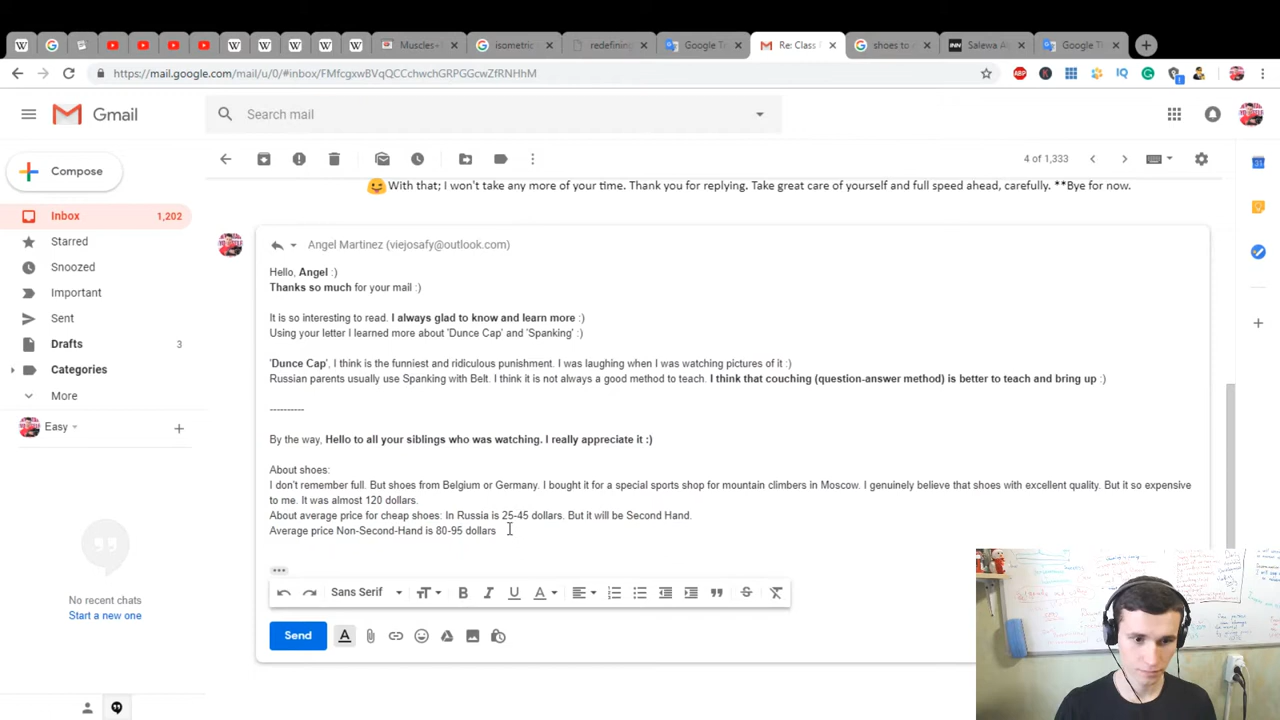 Muscles+
isometric
redefining
Google Tr
Re: Class
shoes to
Salewa A
Google T
https://mail.google.com/mail/u/0/#inbox/FMfcgxwBVqQCCchwchGRPGGcwZfRNHhM
Gmail
Search mail
Compose
4 of 1,333
With that; I won't take any more of your time. Thank you for replying. Take great care of yourself and full speed ahead, carefully. **Bye for now.
Inbox 1,202
Starred
Snoozed
Important
Sent
Drafts 3
Categories
More
Easy
No recent chats
Start a new one
Angel Martinez (viejosafy@outlook.com)
Hello, Angel :)
Thanks so much for your mail :)
It is so interesting to read. I always glad to know and learn more :)
Using your letter I learned more about 'Dunce Cap' and 'Spanking' :)
'Dunce Cap', I think is the funniest and ridiculous punishment. I was laughing when I was watching pictures of it :)
Russian parents usually use Spanking with Belt. I think it is not always a good method to teach. I think that couching (question-answer method) is better to teach and bring up :)
----------
By the way, Hello to all your siblings who was watching. I really appreciate it :)
About shoes:
I don't remember full. But shoes from Belgium or Germany. I bought it for a special sports shop for mountain climbers in Moscow. I genuinely believe that shoes with excellent quality. But it so expensive
to me. It was almost 120 dollars.
About average price for cheap shoes: In Russia is 25-45 dollars. But it will be Second Hand.
Average price Non-Second-Hand is 80-95 dollars
Sans Serif
Send